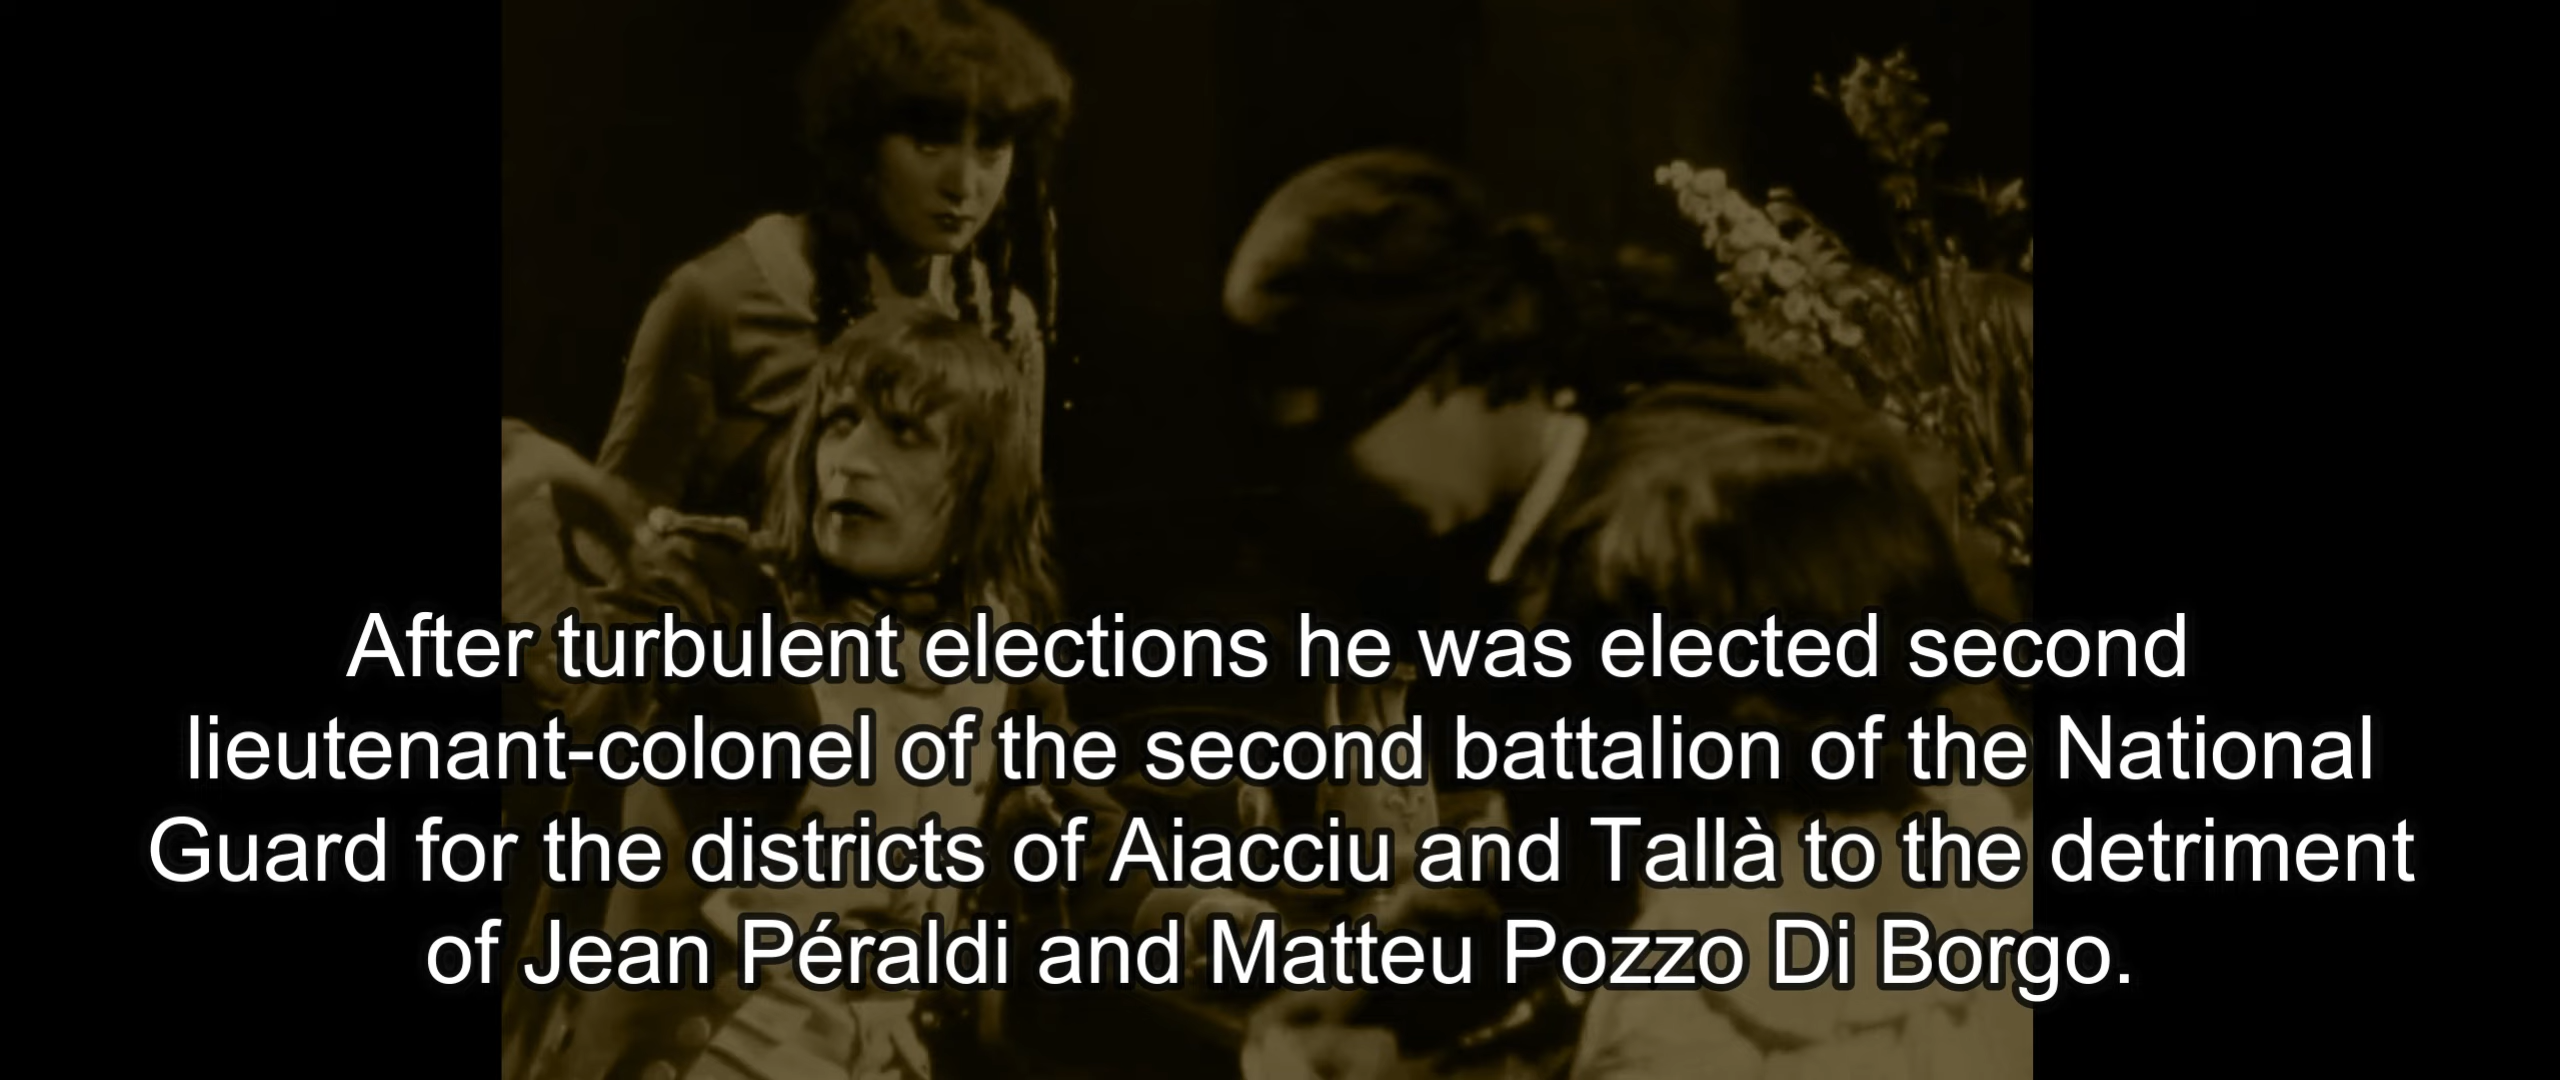 After turbulent elections he was elected second
lieutenant-colonel of the second battalion of the National
Guard for the districts of Aiacciu and Tallà to the detriment
of Jean Péraldi and Matteu Pozzo Di Borgo.